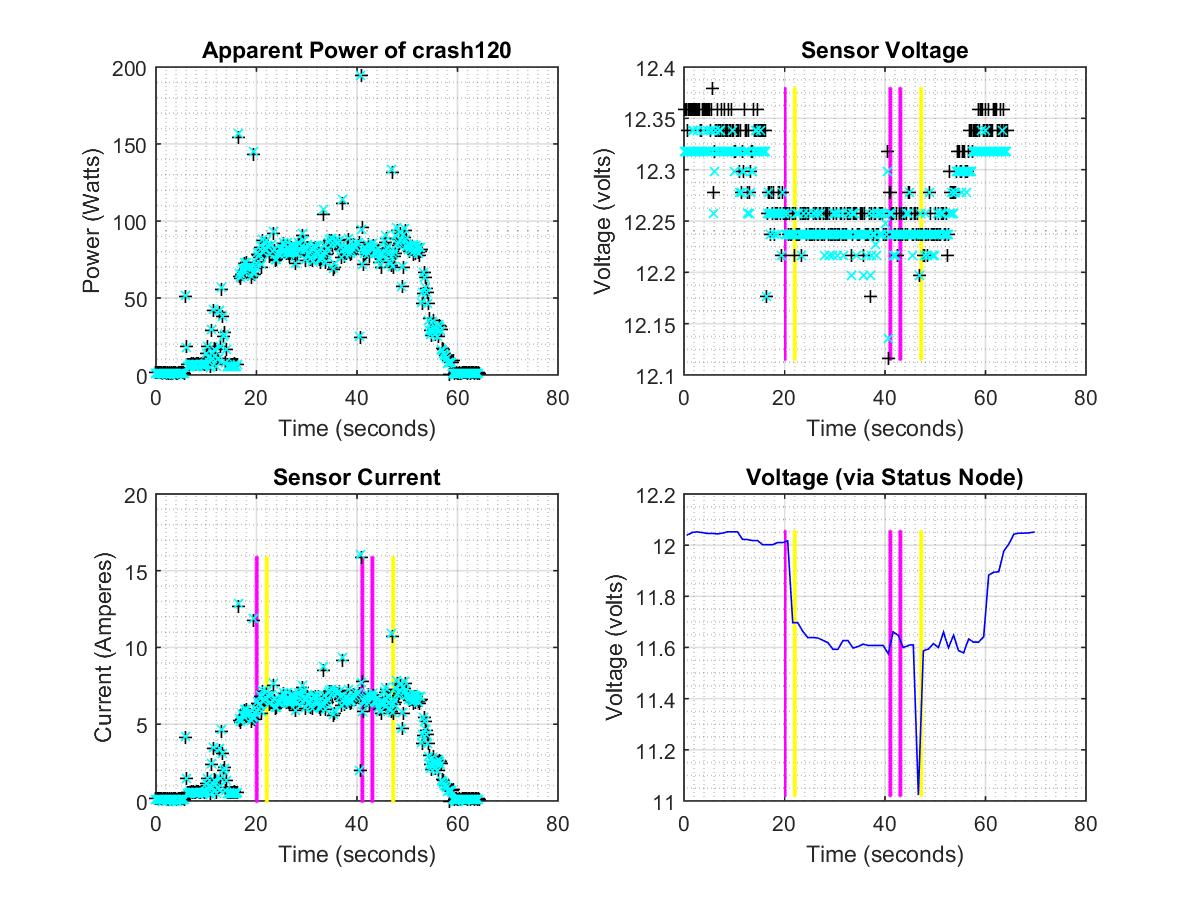 Apparent Power of crash120
200
150
100
50
0
0 20 40 60 80
Power (Watts)
Time (seconds)
Sensor Voltage
12.4
12.35
12.3
12.25
12.2
12.15
12.1
0 20 40 60 80
Voltage (volts)
Time (seconds)
Sensor Current
20
15
10
5
0
0 20 40 60 80
Current (Amperes)
Time (seconds)
Voltage (via Status Node)
12.2
12
11.8
11.6
11.4
11.2
11
0 20 40 60 80
Voltage (volts)
Time (seconds)